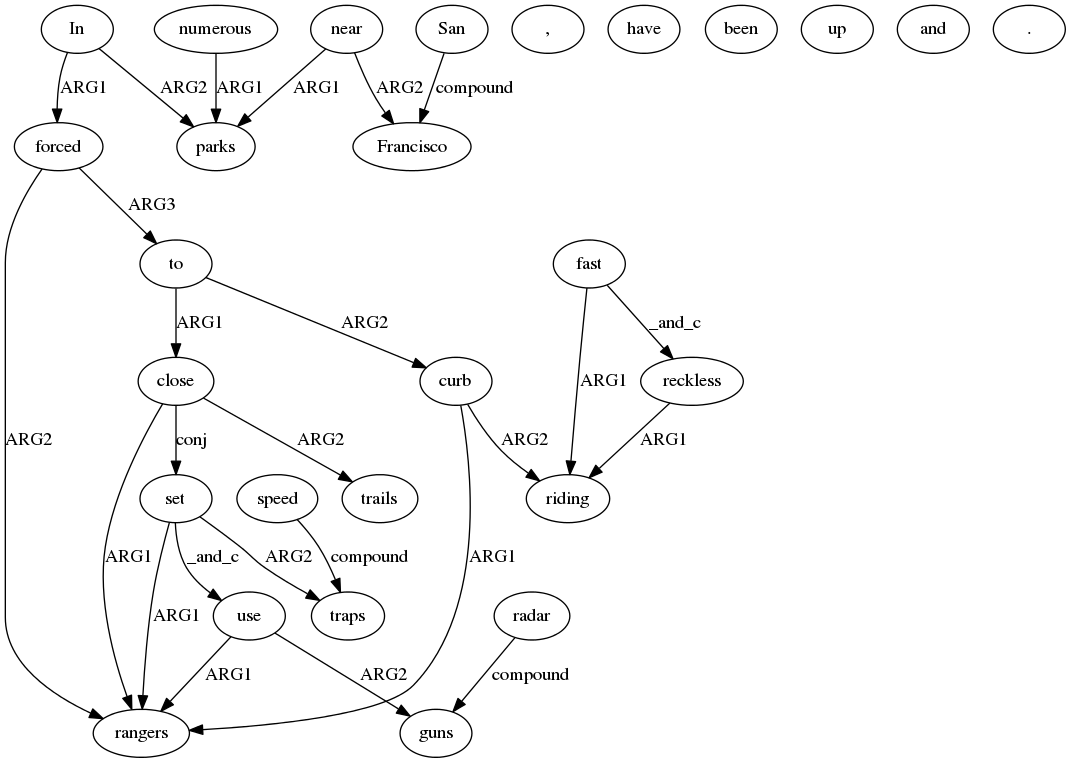 In numerous near San , have been up and .
ARG1 ARG2 ARG1 ARG1 ARG2 compound
forced parks Francisco
ARG3
to fast
ARG1 ARG2 _and_c
close curb ARG1 reckless
ARG2 conj ARG2 ARG2 ARG1
set speed trails riding
ARG1 ARG1 _and_c ARG2 compound ARG1
use traps radar
ARG1 ARG2 compound
rangers guns